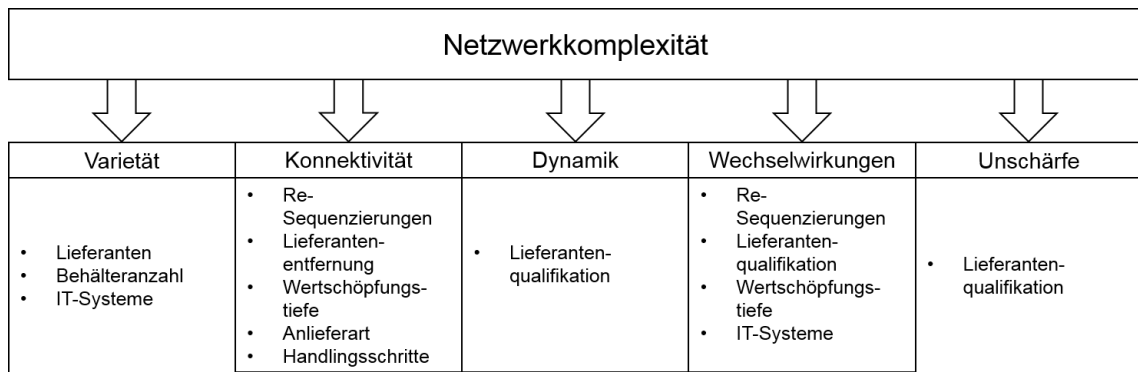 Netzwerkkomplexität
Varietät
Konnektivität
Dynamik
Wechselwirkungen
Unschärfe
• Lieferanten
• Behälteranzahl
• IT-Systeme
• Re-
Sequenzierungen
• Lieferanten-
entfernung
• Wertschöpfungs-
tiefe
• Anlieferart
• Handlingsschritte
• Lieferanten-
qualifikation
• Re-
Sequenzierungen
• Lieferanten-
qualifikation
• Wertschöpfungs-
tiefe
• IT-Systeme
• Lieferanten-
qualifikation